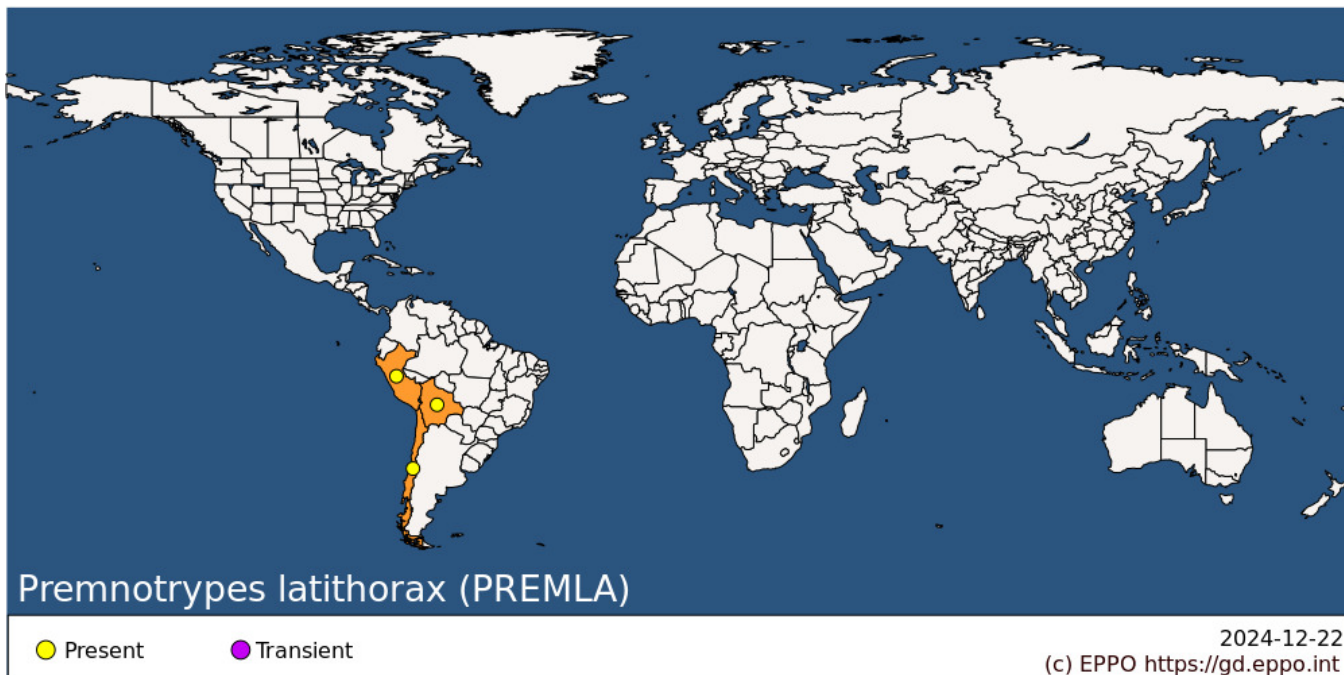 Premnotrypes latithorax (PREMLA)
Present
Transient
2024-12-22
(c) EPPO https://gd.eppo.int